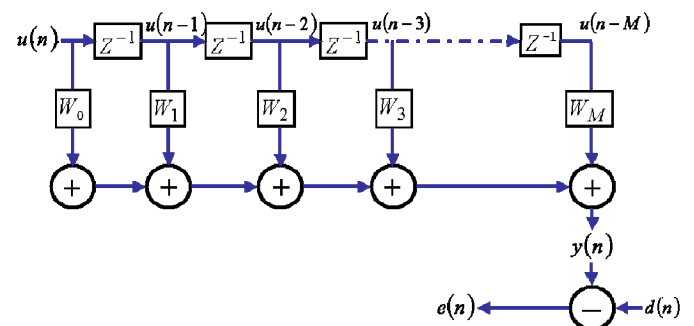 u(n) Z⁻¹ u(n−1) Z⁻¹ u(n−2) Z⁻¹ u(n−3) Z⁻¹ u(n−M)
W₀ W₁ W₂ W₃ W_M
+ + + + +
y(n)
e(n) − d(n)